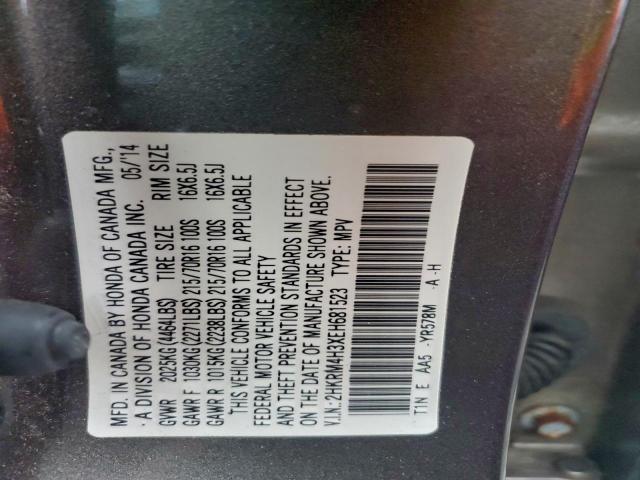 MFD. IN CANADA BY HONDA OF CANADA MFG.,
A DIVISION OF HONDA CANADA INC. 05/'14
GVWR 2025KG(4464LBS) TIRE SIZE RIM SIZE
GAWR F 1030KG(2271LBS) 215/70R16 100S 16X6.5J
GAWR R 1015KG(2238LBS) 215/70R16 100S 16X6.5J
THIS VEHICLE CONFORMS TO ALL APPLICABLE
FEDERAL MOTOR VEHICLE SAFETY
AND THEFT PREVENTION STANDARDS IN EFFECT
ON THE DATE OF MANUFACTURE SHOWN ABOVE.
V.I.N.: 2HKRM4H3XEH681523 TYPE: MPV
T1N E AA5 -YR578M -A -H